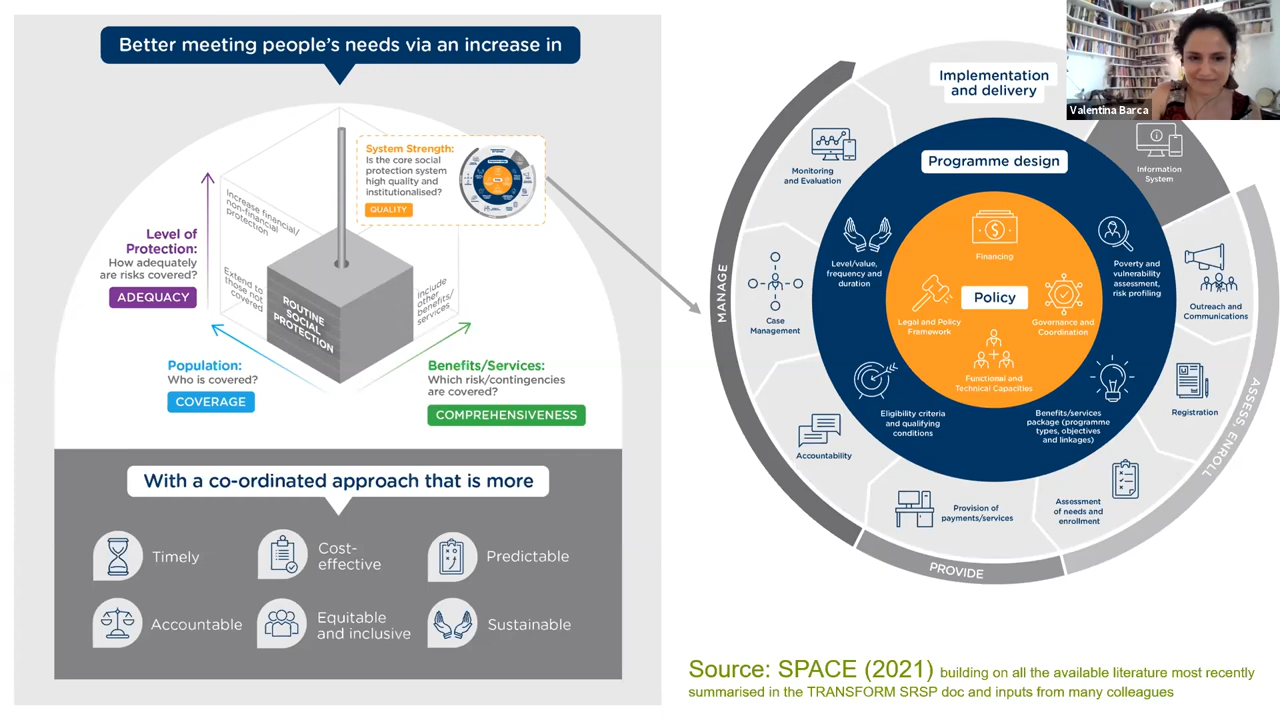 Better meeting people's needs via an increase in
System Strength:
Is the core social
protection system
high quality and
institutionalised?
QUALITY
Increase financial/
non-financial
protection
Level of
Protection:
How adequately
are risks covered?
ADEQUACY
Extend to
those not
covered
ROUTINE
SOCIAL
PROTECTION
Include
other
benefits/
services
Population:
Who is covered?
COVERAGE
Benefits/Services:
Which risk/contingencies
are covered?
COMPREHENSIVENESS
With a co-ordinated approach that is more
Timely
Cost-
effective
Predictable
Accountable
Equitable
and inclusive
Sustainable
Implementation
and delivery
Valentina Barca
Programme design
Policy
Financing
Legal and Policy
Framework
Governance and
Coordination
Functional and
Technical Capacities
Level/value,
frequency and
duration
Poverty and
vulnerability
assessment,
risk profiling
Eligibility criteria
and qualifying
conditions
Benefits/services
package (programme
types, objectives
and linkages)
Monitoring
and Evaluation
Information
System
Case
Management
Outreach and
Communications
Registration
Accountability
Provision of
payments/services
Assessment
of needs and
enrollment
MANAGE
PROVIDE
ASSESS, ENROLL
Source: SPACE (2021) building on all the available literature most recently
summarised in the TRANSFORM SRSP doc and inputs from many colleagues